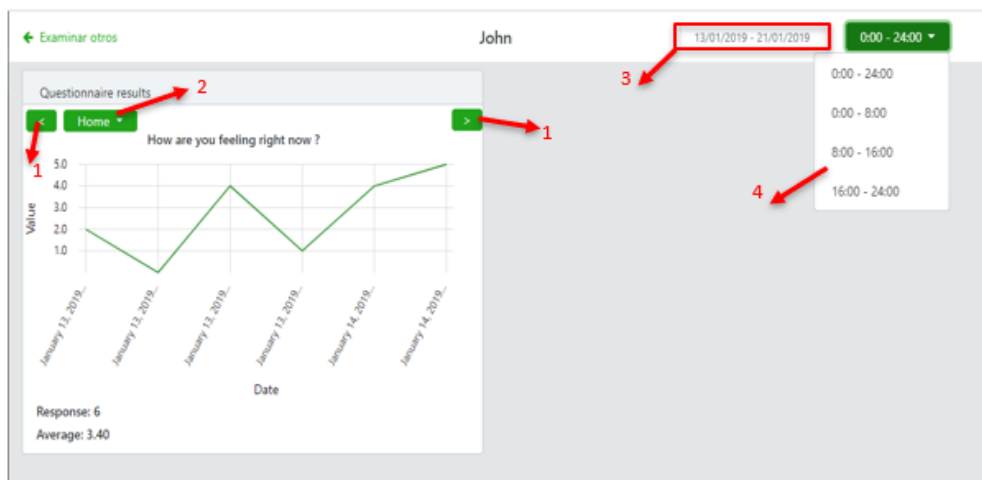 ← Examinar otros
John
13/01/2019 - 21/01/2019
0:00 - 24:00
3
0:00 - 24:00
0:00 - 8:00
8:00 - 16:00
16:00 - 24:00
4
Questionnaire results
2
<
Home
>
1
1
How are you feeling right now ?
5.0
4.0
3.0
2.0
1.0
Value
January 13, 2019...
January 13, 2019...
January 13, 2019...
January 13, 2019...
January 14, 2019...
January 14, 2019...
Date
Response: 6
Average: 3.40